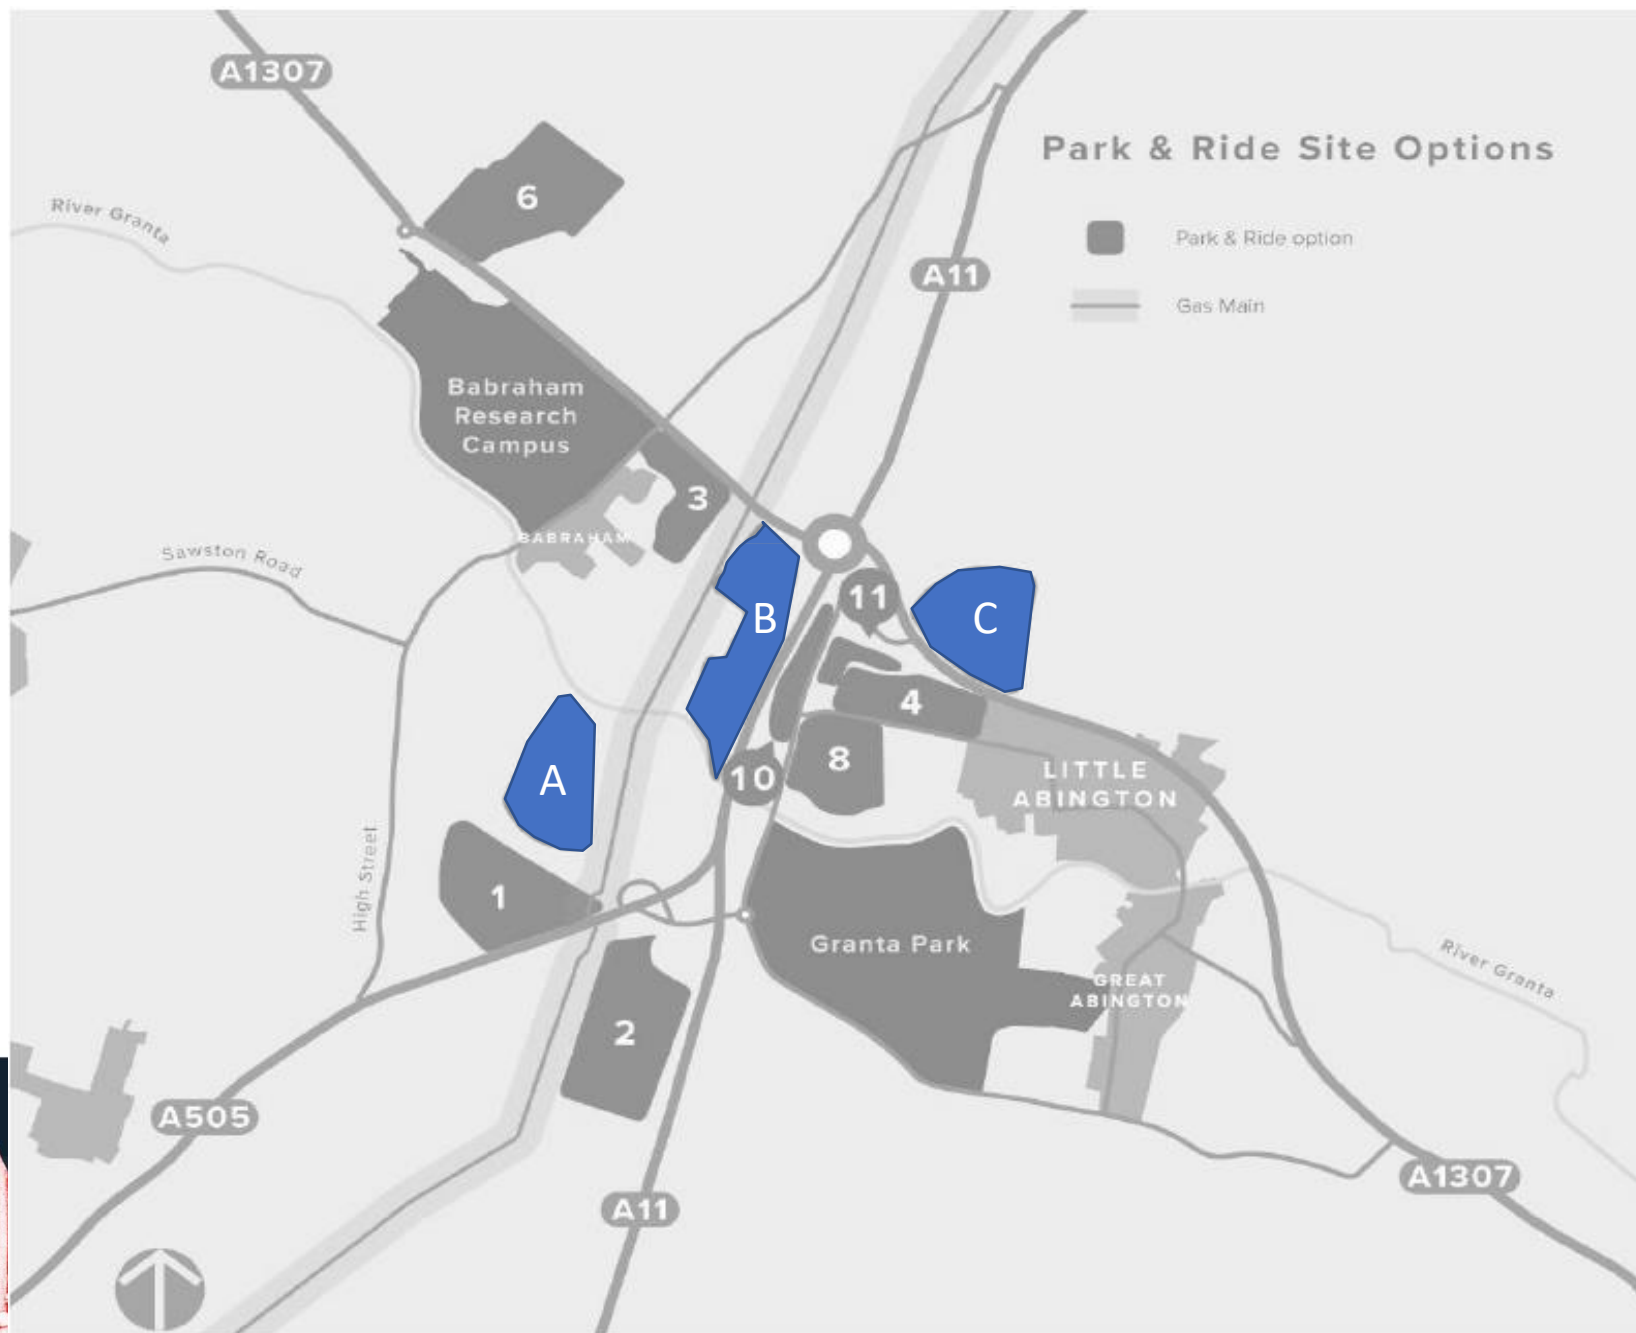 A1307
Park & Ride Site Options
6
River Granta
Park & Ride option
A11
Gas Main
Babraham
Research
Campus
3
BABRAHAM
Sawston Road
11
B
C
4
10
8
LITTLE
ABINGTON
A
High Street
1
Granta Park
GREAT
ABINGTON
River Granta
2
A505
A1307
A11